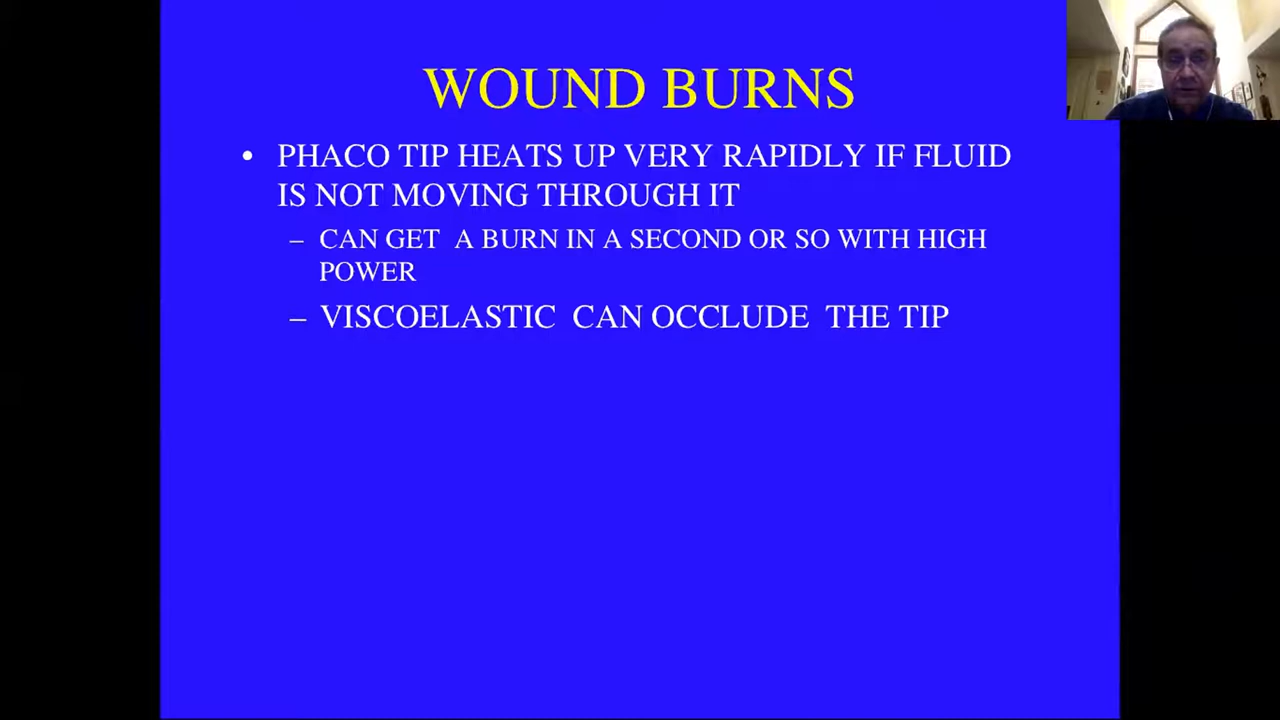 WOUND BURNS
• PHACO TIP HEATS UP VERY RAPIDLY IF FLUID
IS NOT MOVING THROUGH IT
– CAN GET A BURN IN A SECOND OR SO WITH HIGH
POWER
– VISCOELASTIC CAN OCCLUDE THE TIP